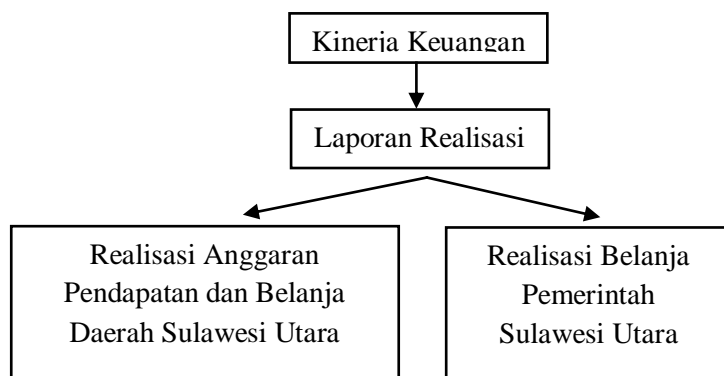 Kinerja Keuangan
Laporan Realisasi
Realisasi Anggaran
Pendapatan dan Belanja
Daerah Sulawesi Utara
Realisasi Belanja
Pemerintah
Sulawesi Utara